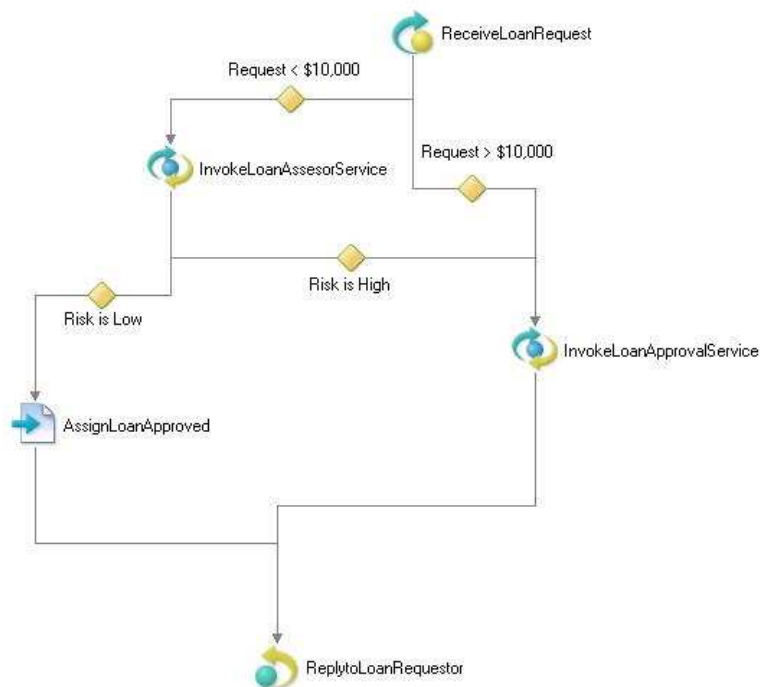 ReceiveLoanRequest
Request < $10,000
Request > $10,000
InvokeLoanAssesorService
Risk is High
Risk is Low
InvokeLoanApprovalService
AssignLoanApproved
ReplytoLoanRequestor